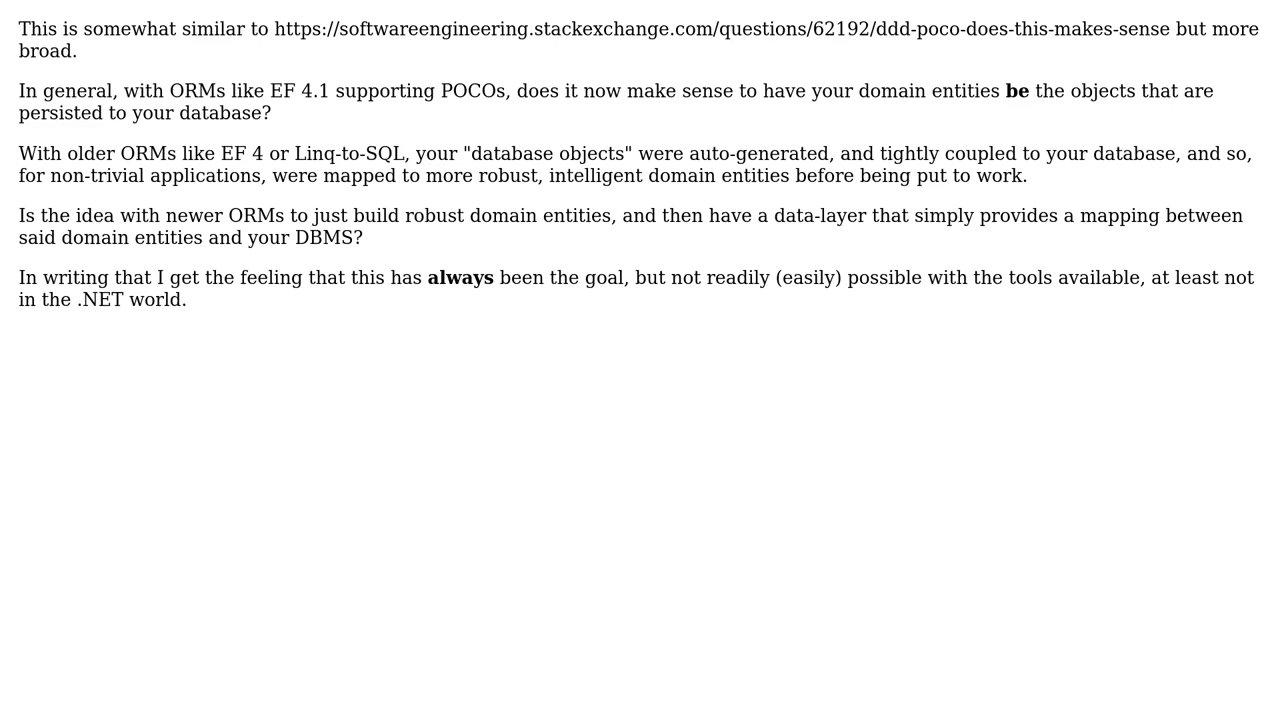 This is somewhat similar to https://softwareengineering.stackexchange.com/questions/62192/ddd-poco-does-this-makes-sense but more
broad.
In general, with ORMs like EF 4.1 supporting POCOs, does it now make sense to have your domain entities be the objects that are
persisted to your database?
With older ORMs like EF 4 or Linq-to-SQL, your "database objects" were auto-generated, and tightly coupled to your database, and so,
for non-trivial applications, were mapped to more robust, intelligent domain entities before being put to work.
Is the idea with newer ORMs to just build robust domain entities, and then have a data-layer that simply provides a mapping between
said domain entities and your DBMS?
In writing that I get the feeling that this has always been the goal, but not readily (easily) possible with the tools available, at least not
in the .NET world.